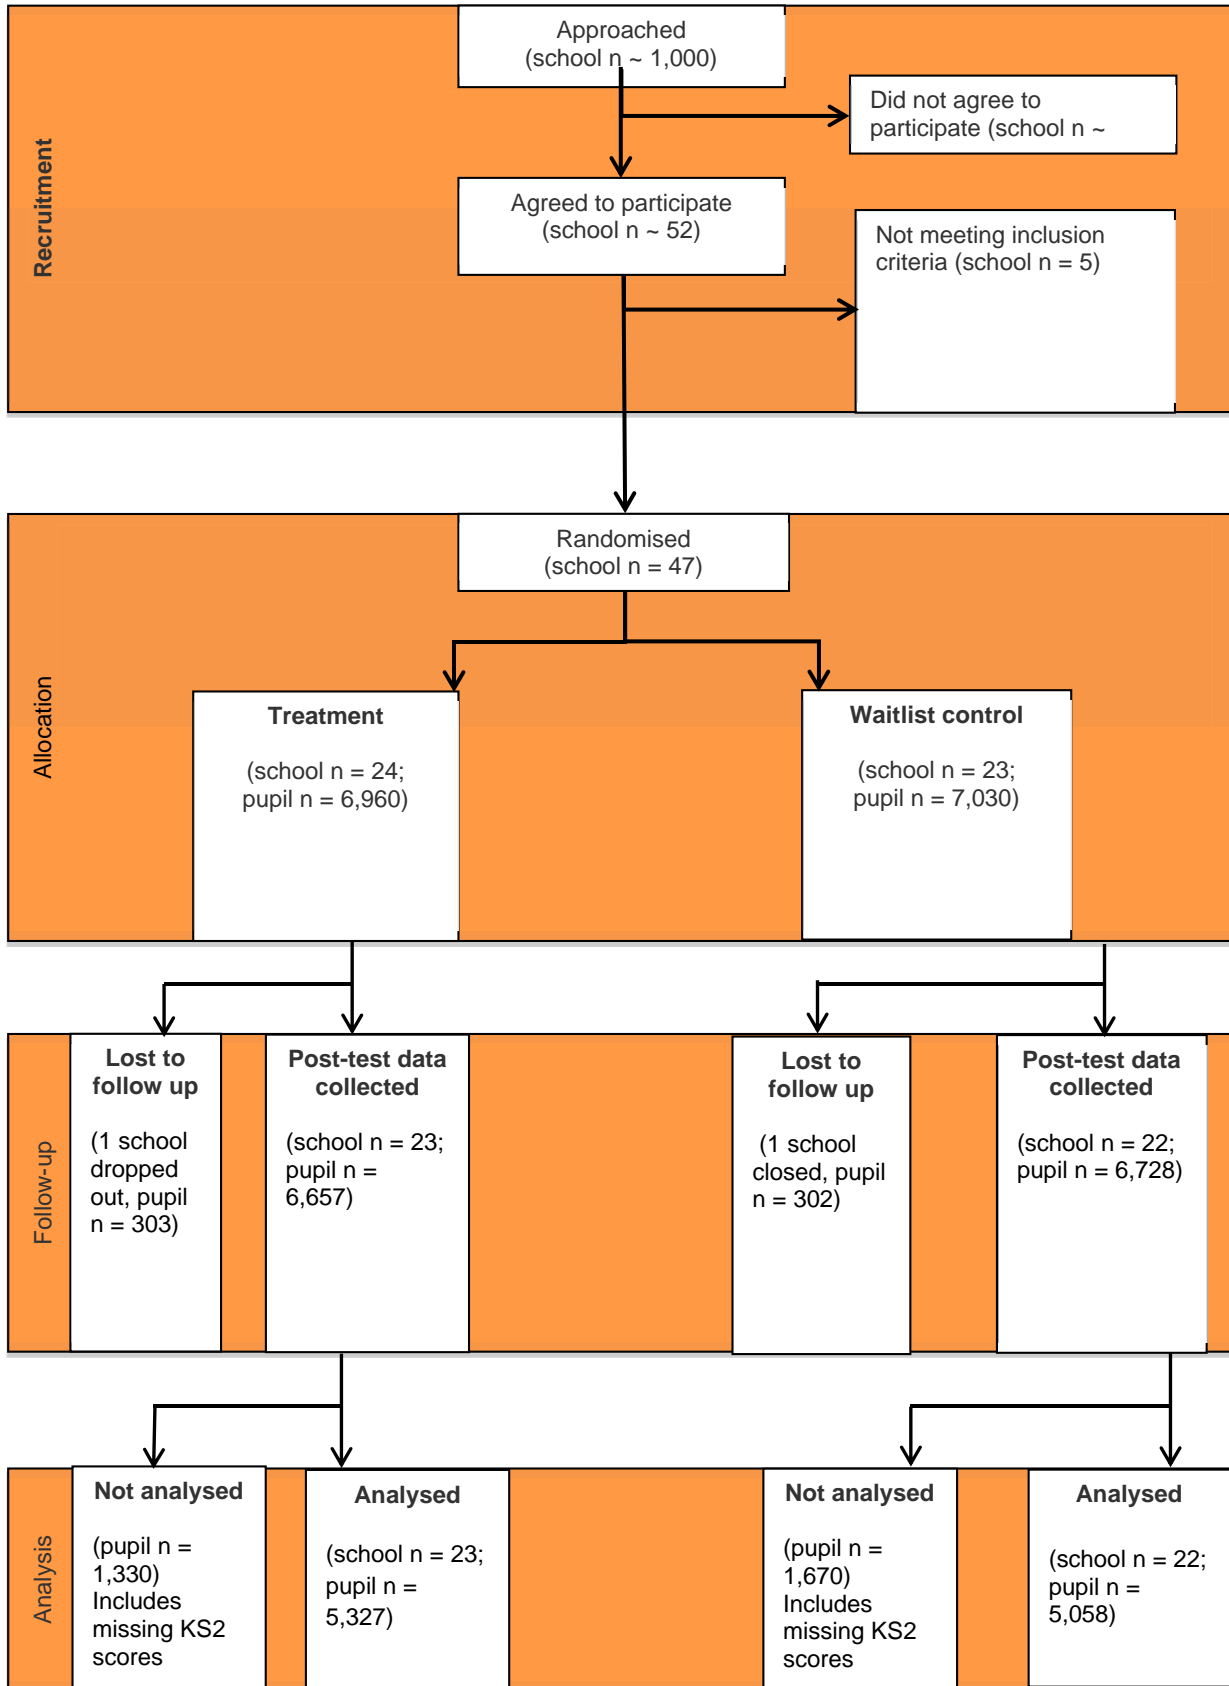 Approached
(school n ~ 1,000)
Did not agree to
participate (school n ~
Recruitment
Agreed to participate
(school n ~ 52)
Not meeting inclusion
criteria (school n = 5)
Randomised
(school n = 47)
Allocation
Treatment
(school n = 24;
pupil n = 6,960)
Waitlist control
(school n = 23;
pupil n = 7,030)
Follow-up
Lost to
follow up
(1 school
dropped
out, pupil
n = 303)
Post-test data
collected
(school n = 23;
pupil n =
6,657)
Lost to
follow up
(1 school
closed, pupil
n = 302)
Post-test data
collected
(school n = 22;
pupil n = 6,728)
Analysis
Not analysed
(pupil n =
1,330)
Includes
missing KS2
scores
Analysed
(school n = 23;
pupil n =
5,327)
Not analysed
(pupil n =
1,670)
Includes
missing KS2
scores
Analysed
(school n = 22;
pupil n =
5,058)